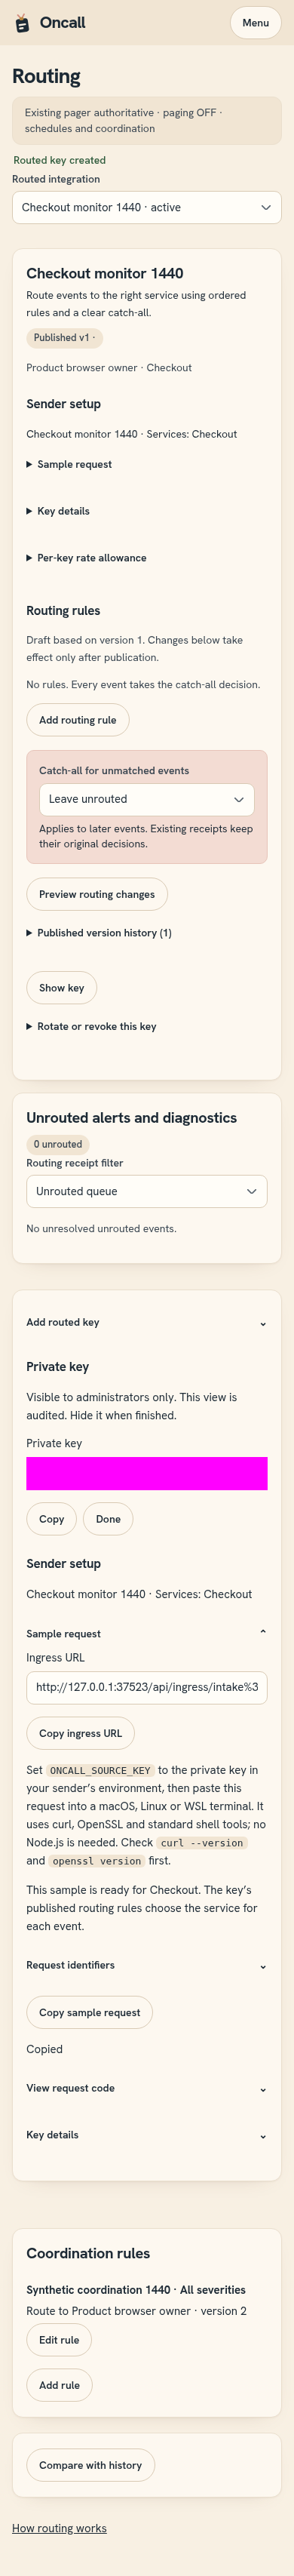 Oncall
Menu
Routing
Existing pager authoritative · paging OFF ·
schedules and coordination
Routed key created
Routed integration
Checkout monitor 1440 · active
Checkout monitor 1440
Route events to the right service using ordered
rules and a clear catch-all.
Published v1 ·
Product browser owner · Checkout
Sender setup
Checkout monitor 1440 · Services: Checkout
Sample request
Key details
Per-key rate allowance
Routing rules
Draft based on version 1. Changes below take
effect only after publication.
No rules. Every event takes the catch-all decision.
Add routing rule
Catch-all for unmatched events
Leave unrouted
Applies to later events. Existing receipts keep
their original decisions.
Preview routing changes
Published version history (1)
Show key
Rotate or revoke this key
Unrouted alerts and diagnostics
0 unrouted
Routing receipt filter
Unrouted queue
No unresolved unrouted events.
Add routed key
Private key
Visible to administrators only. This view is
audited. Hide it when finished.
Private key
Copy
Done
Sender setup
Checkout monitor 1440 · Services: Checkout
Sample request
Ingress URL
http://127.0.0.1:37523/api/ingress/intake%3
Copy ingress URL
Set ONCALL_SOURCE_KEY to the private key in
your sender's environment, then paste this
request into a macOS, Linux or WSL terminal. It
uses curl, OpenSSL and standard shell tools; no
Node.js is needed. Check curl --version
and openssl version first.
This sample is ready for Checkout. The key's
published routing rules choose the service for
each event.
Request identifiers
Copy sample request
Copied
View request code
Key details
Coordination rules
Synthetic coordination 1440 · All severities
Route to Product browser owner · version 2
Edit rule
Add rule
Compare with history
How routing works